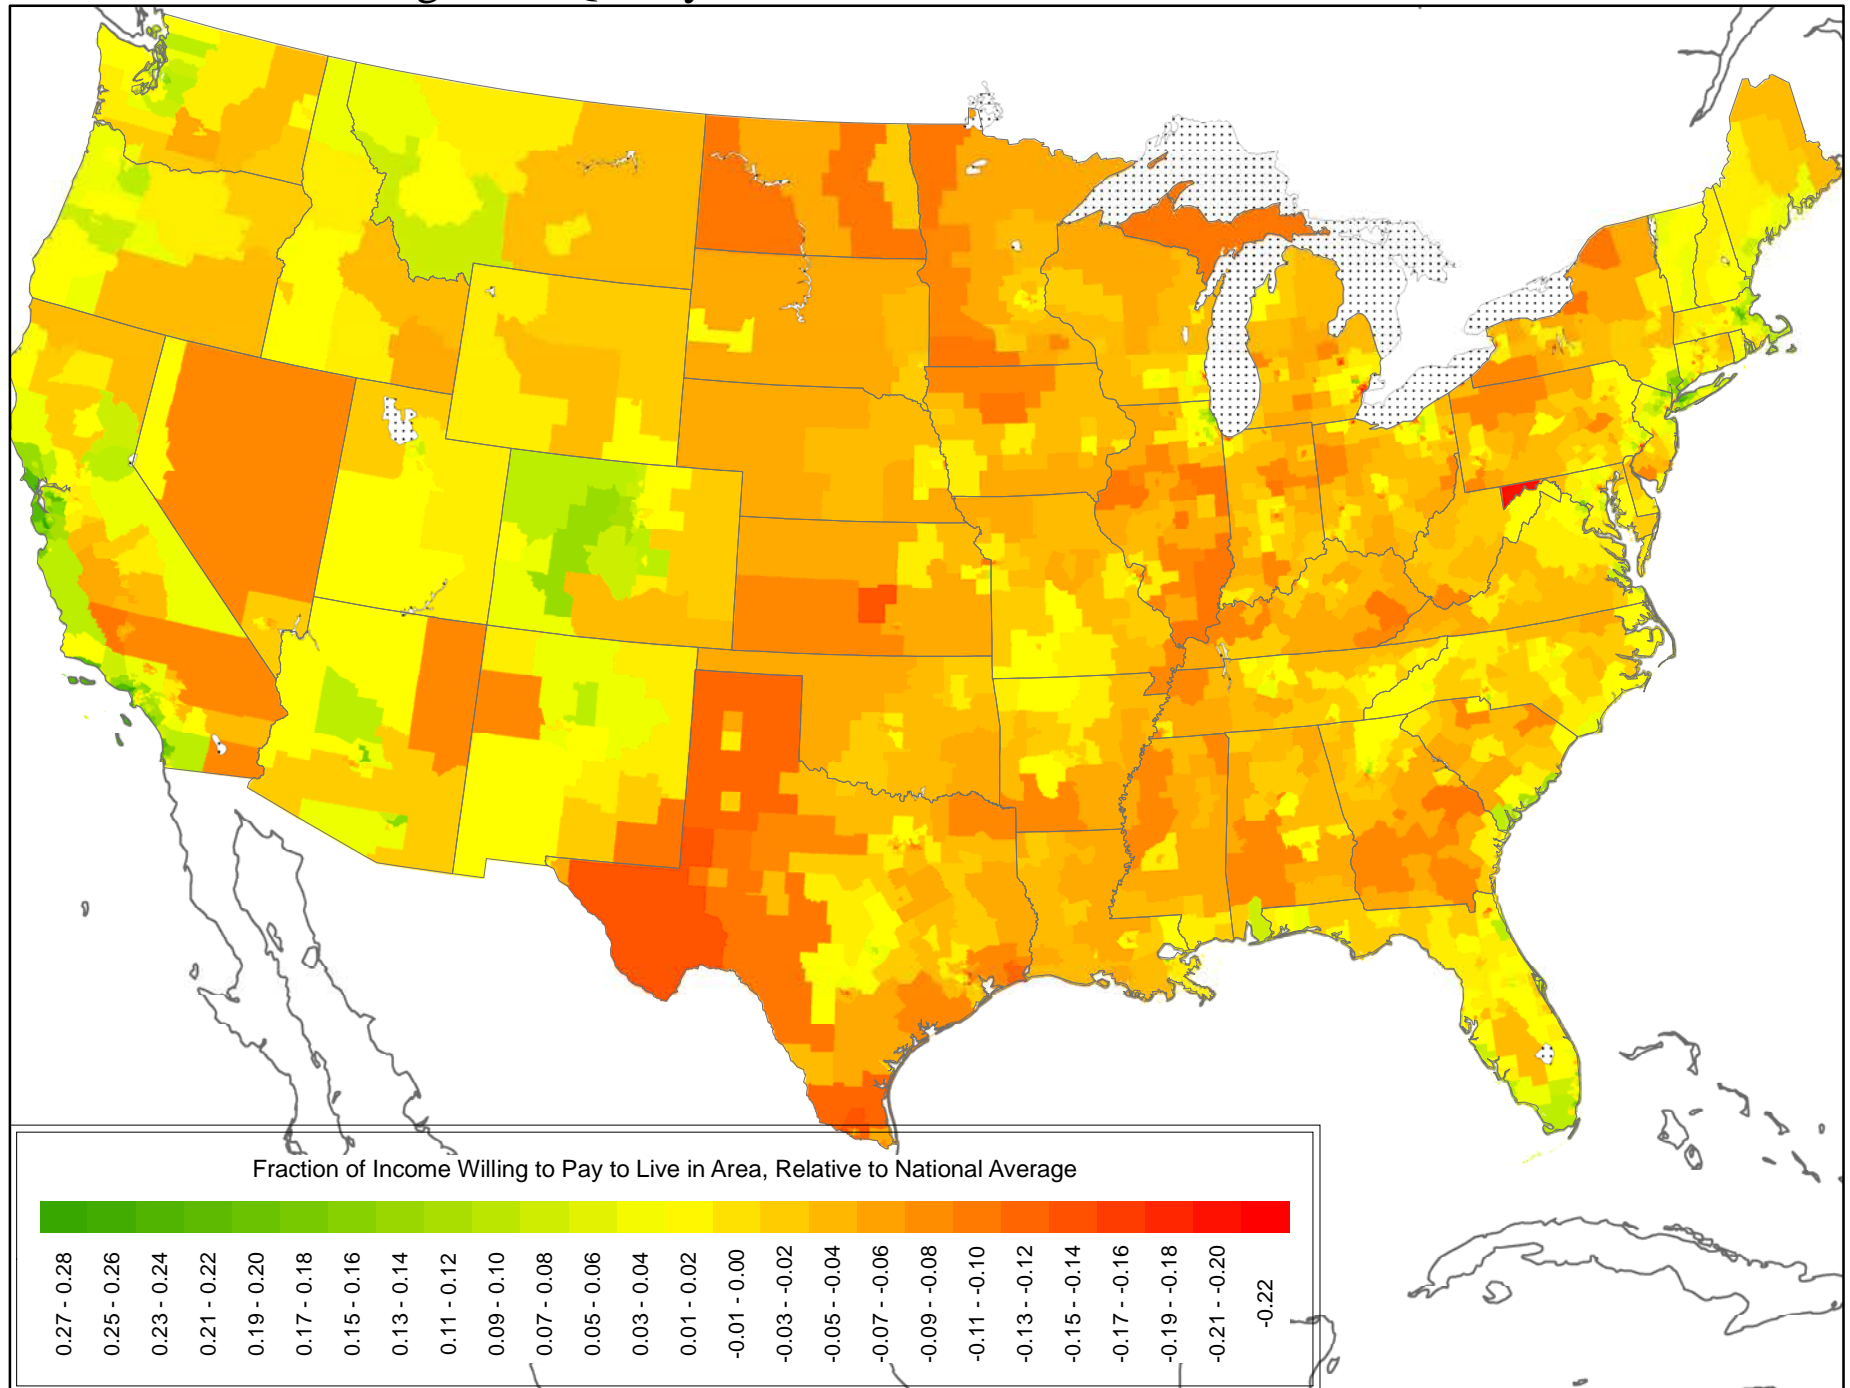 Fraction of Income Willing to Pay to Live in Area, Relative to National Average
0.27 - 0.28
0.25 - 0.26
0.23 - 0.24
0.21 - 0.22
0.19 - 0.20
0.17 - 0.18
0.15 - 0.16
0.13 - 0.14
0.11 - 0.12
0.09 - 0.10
0.07 - 0.08
0.05 - 0.06
0.03 - 0.04
0.01 - 0.02
-0.01 - 0.00
-0.03 - -0.02
-0.05 - -0.04
-0.07 - -0.06
-0.09 - -0.08
-0.11 - -0.10
-0.13 - -0.12
-0.15 - -0.14
-0.17 - -0.16
-0.19 - -0.18
-0.21 - -0.20
-0.22